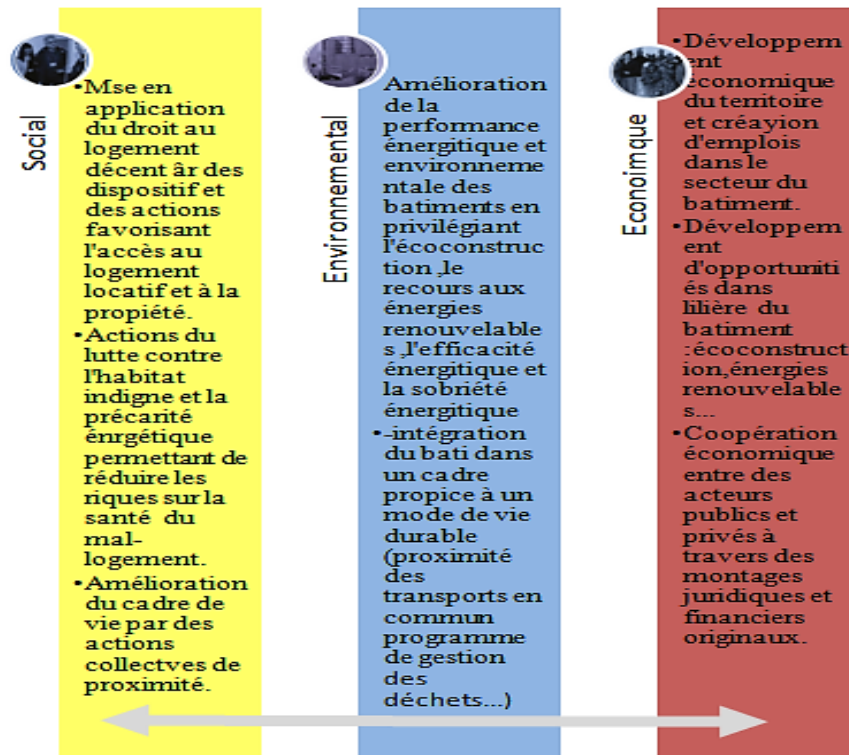 Social
•Mse en
application
du droit au
logement
décent âr des
dispositif et
des actions
favorisant
l'accès au
logement
locatif et à la
propiété.
•Actions du
lutte contre
l'habitat
indigne et la
précarité
énrgétique
permettant de
réduire les
riques sur la
santé du
mal-
logement.
•Amélioration
du cadre de
vie par des
actions
collectves de
proximité.
Environnemental
Amélioration
de la
performance
énergitique et
environneme
ntale des
batiments en
privilégiant
l'écoconstruc
tion ,le
recours aux
énergies
renouvelable
s ,l'efficacité
énergitique et
la sobriété
énergitique
•-intégration
du bati dans
un cadre
propice à un
mode de vie
durable
(proximité
des
transports en
commun
programme
de gestion
des
déchets...)
Econoimque
•Développem
ent
économique
du territoire
et créayion
d'emplois
dans le
secteur du
batiment.
•Développem
ent
d'opportuniti
és dans
lilière du
batiment
:écoconstruct
ion,énergies
renouvelable
s...
•Coopération
économique
entre des
acteurs
publics et
privés à
travers des
montages
juridiques et
financiers
originaux.